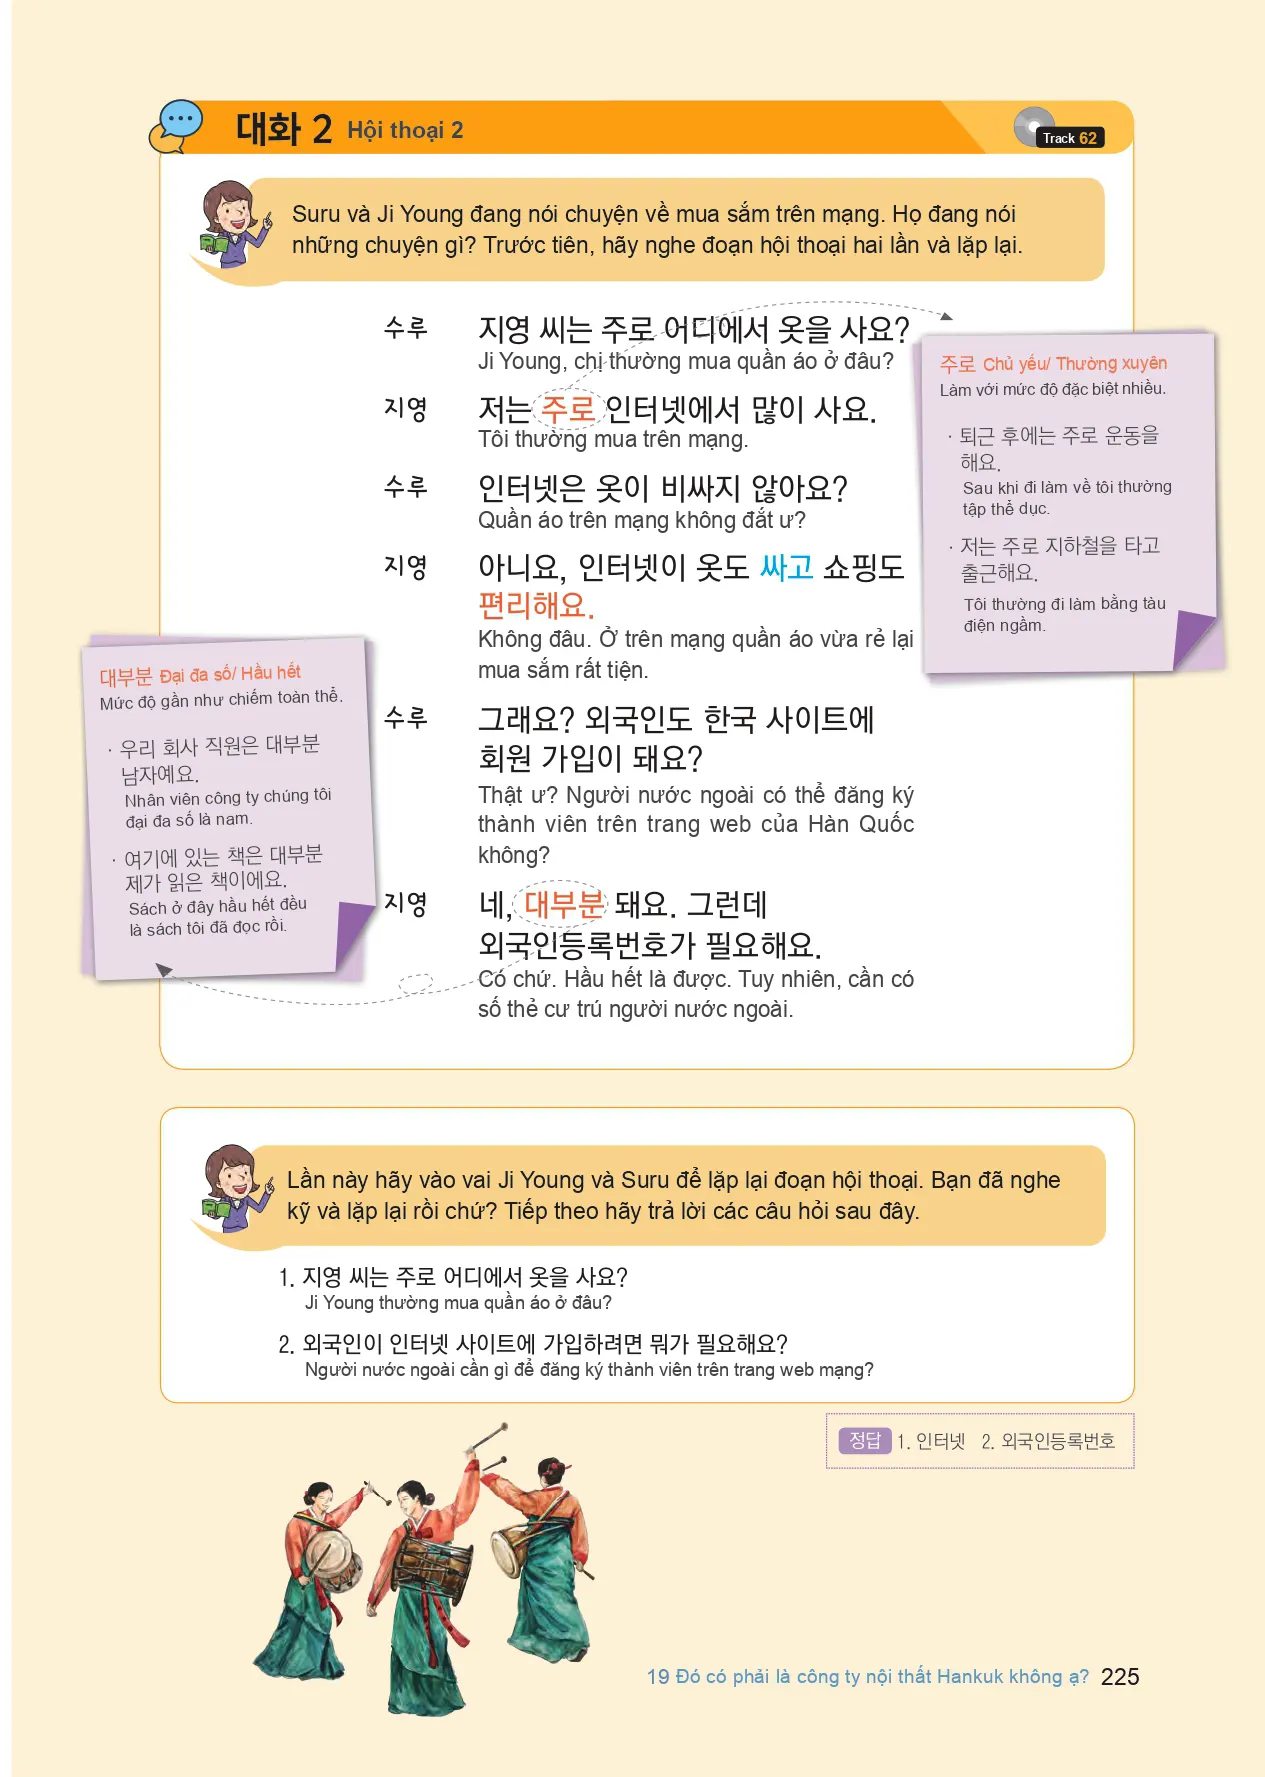 대화 2 Hội thoại 2
Track 62
Suru và Ji Young đang nói chuyện về mua sắm trên mạng. Họ đang nói
những chuyện gì? Trước tiên, hãy nghe đoạn hội thoại hai lần và lặp lại.
수루 지영 씨는 주로 어디에서 옷을 사요?
Ji Young, chị thường mua quần áo ở đâu?
지영 저는 주로 인터넷에서 많이 사요.
Tôi thường mua trên mạng.
수루 인터넷은 옷이 비싸지 않아요?
Quần áo trên mạng không đắt ư?
지영 아니요, 인터넷이 옷도 싸고 쇼핑도
편리해요.
Không đâu. Ở trên mạng quần áo vừa rẻ lại
mua sắm rất tiện.
수루 그래요? 외국인도 한국 사이트에
회원 가입이 돼요?
Thật ư? Người nước ngoài có thể đăng ký
thành viên trên trang web của Hàn Quốc
không?
지영 네, 대부분 돼요. 그런데
외국인등록번호가 필요해요.
Có chứ. Hầu hết là được. Tuy nhiên, cần có
số thẻ cư trú người nước ngoài.
주로 Chủ yếu/ Thường xuyên
Làm với mức độ đặc biệt nhiều.
· 퇴근 후에는 주로 운동을
해요.
Sau khi đi làm về tôi thường
tập thể dục.
· 저는 주로 지하철을 타고
출근해요.
Tôi thường đi làm bằng tàu
điện ngầm.
대부분 Đại đa số/ Hầu hết
Mức độ gần như chiếm toàn thể.
· 우리 회사 직원은 대부분
남자예요.
Nhân viên công ty chúng tôi
đại đa số là nam.
· 여기에 있는 책은 대부분
제가 읽은 책이에요.
Sách ở đây hầu hết đều
là sách tôi đã đọc rồi.
Lần này hãy vào vai Ji Young và Suru để lặp lại đoạn hội thoại. Bạn đã nghe
kỹ và lặp lại rồi chứ? Tiếp theo hãy trả lời các câu hỏi sau đây.
1. 지영 씨는 주로 어디에서 옷을 사요?
Ji Young thường mua quần áo ở đâu?
2. 외국인이 인터넷 사이트에 가입하려면 뭐가 필요해요?
Người nước ngoài cần gì để đăng ký thành viên trên trang web mạng?
정답 1. 인터넷 2. 외국인등록번호
19 Đó có phải là công ty nội thất Hankuk không ạ? 225